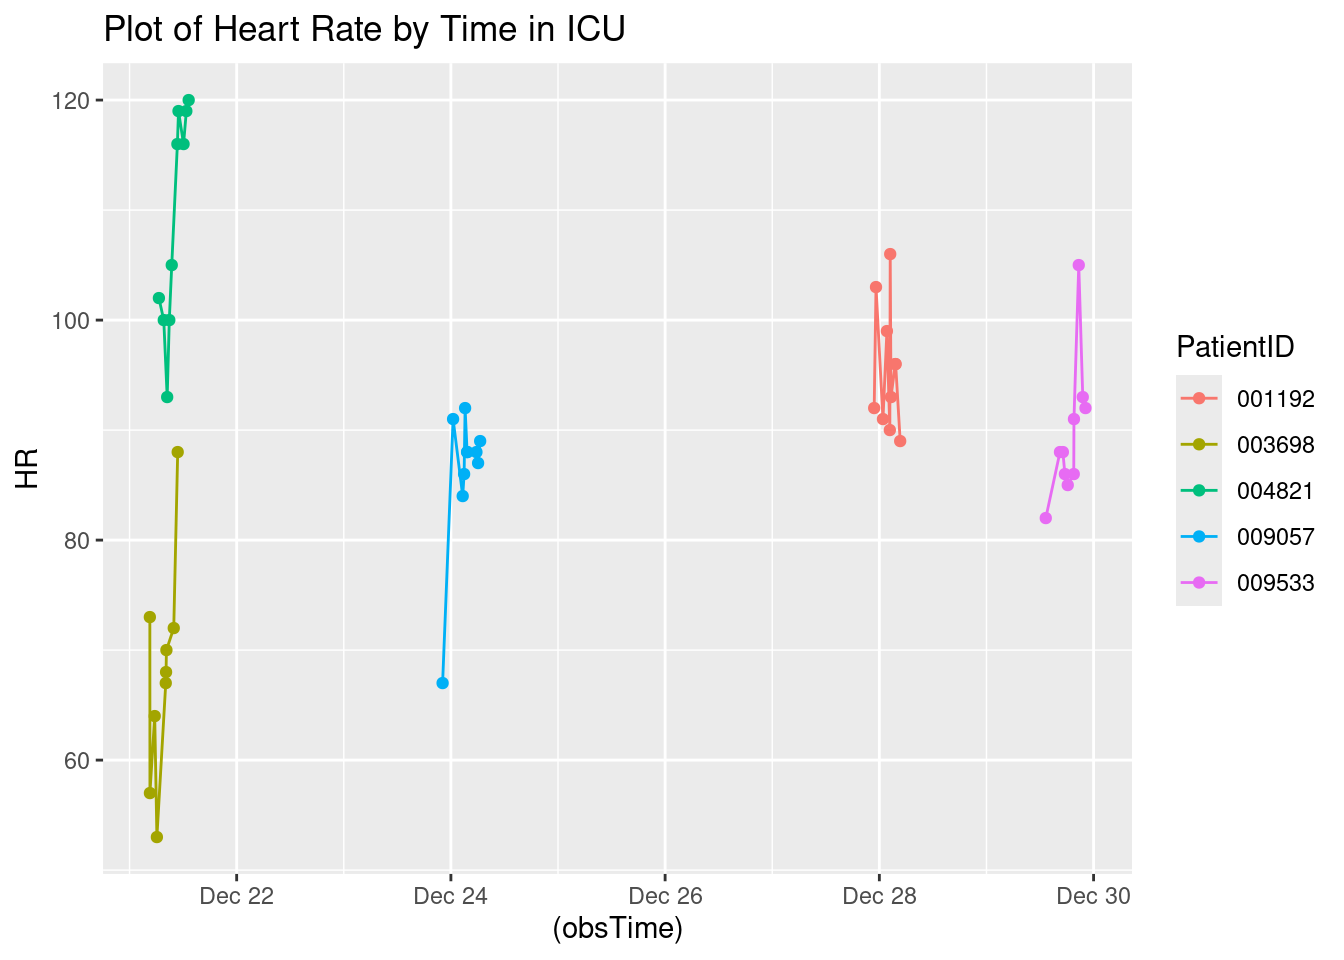 Plot of Heart Rate by Time in ICU
120
100
80
60
HR
Dec 22
Dec 24
Dec 26
Dec 28
Dec 30
(obsTime)
PatientID
001192
003698
004821
009057
009533